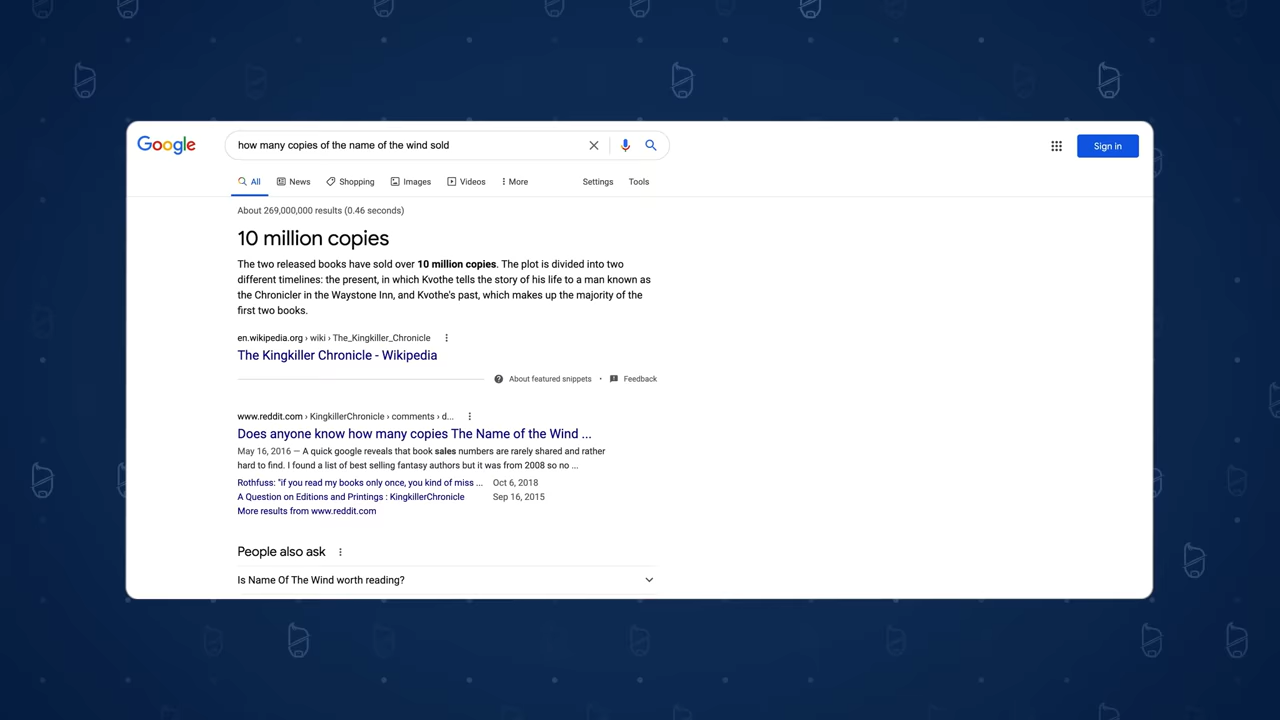 Google
how many copies of the name of the wind sold
Sign in
All News Shopping Images Videos More Settings Tools
About 269,000,000 results (0.46 seconds)
10 million copies
The two released books have sold over 10 million copies. The plot is divided into two
different timelines: the present, in which Kvothe tells the story of his life to a man known as
the Chronicler in the Waystone Inn, and Kvothe's past, which makes up the majority of the
first two books.
en.wikipedia.org › wiki › The_Kingkiller_Chronicle
The Kingkiller Chronicle - Wikipedia
About featured snippets • Feedback
www.reddit.com › KingkillerChronicle › comments › d...
Does anyone know how many copies The Name of the Wind ...
May 16, 2016 — A quick google reveals that book sales numbers are rarely shared and rather
hard to find. I found a list of best selling fantasy authors but it was from 2008 so no ...
Rothfuss: "if you read my books only once, you kind of miss ... Oct 6, 2018
A Question on Editions and Printings : KingkillerChronicle Sep 16, 2015
More results from www.reddit.com
People also ask
Is Name Of The Wind worth reading?